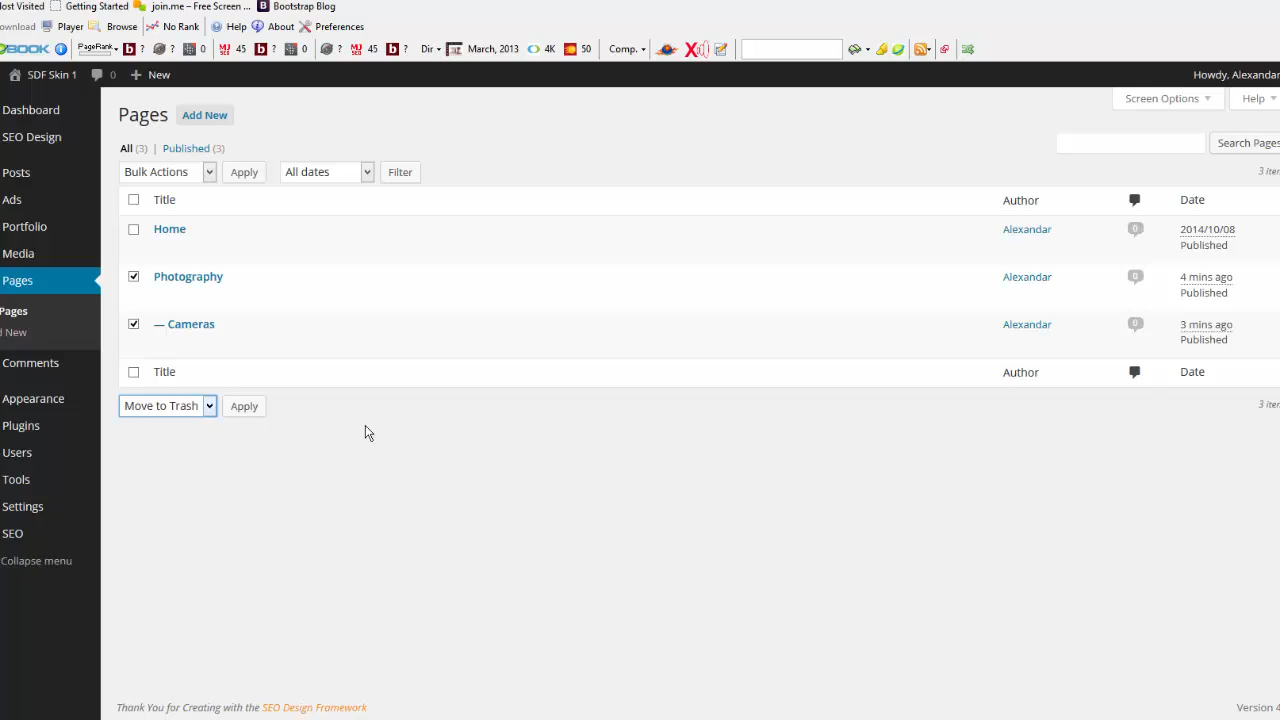 ost Visited Getting Started join.me – Free Screen ... Bootstrap Blog
ownload Player Browse No Rank Help About Preferences
BOOK PageRank ? ? 0 45 ? 0 ? 45 ? Dir March, 2013 4K 50 Comp.
SDF Skin 1 0 New Howdy, Alexandar
Screen Options Help
Dashboard
SEO Design
Posts
Ads
Portfolio
Media
Pages
Pages
d New
Comments
Appearance
Plugins
Users
Tools
Settings
SEO
Collapse menu
Pages Add New
All (3) | Published (3)
Search Pages
Bulk Actions Apply All dates Filter
3 iter
Title Author Date
Home Alexandar 0 2014/10/08
Published
Photography Alexandar 0 4 mins ago
Published
— Cameras Alexandar 0 3 mins ago
Published
Title Author Date
Move to Trash Apply
3 iter
Thank You for Creating with the SEO Design Framework
Version 4